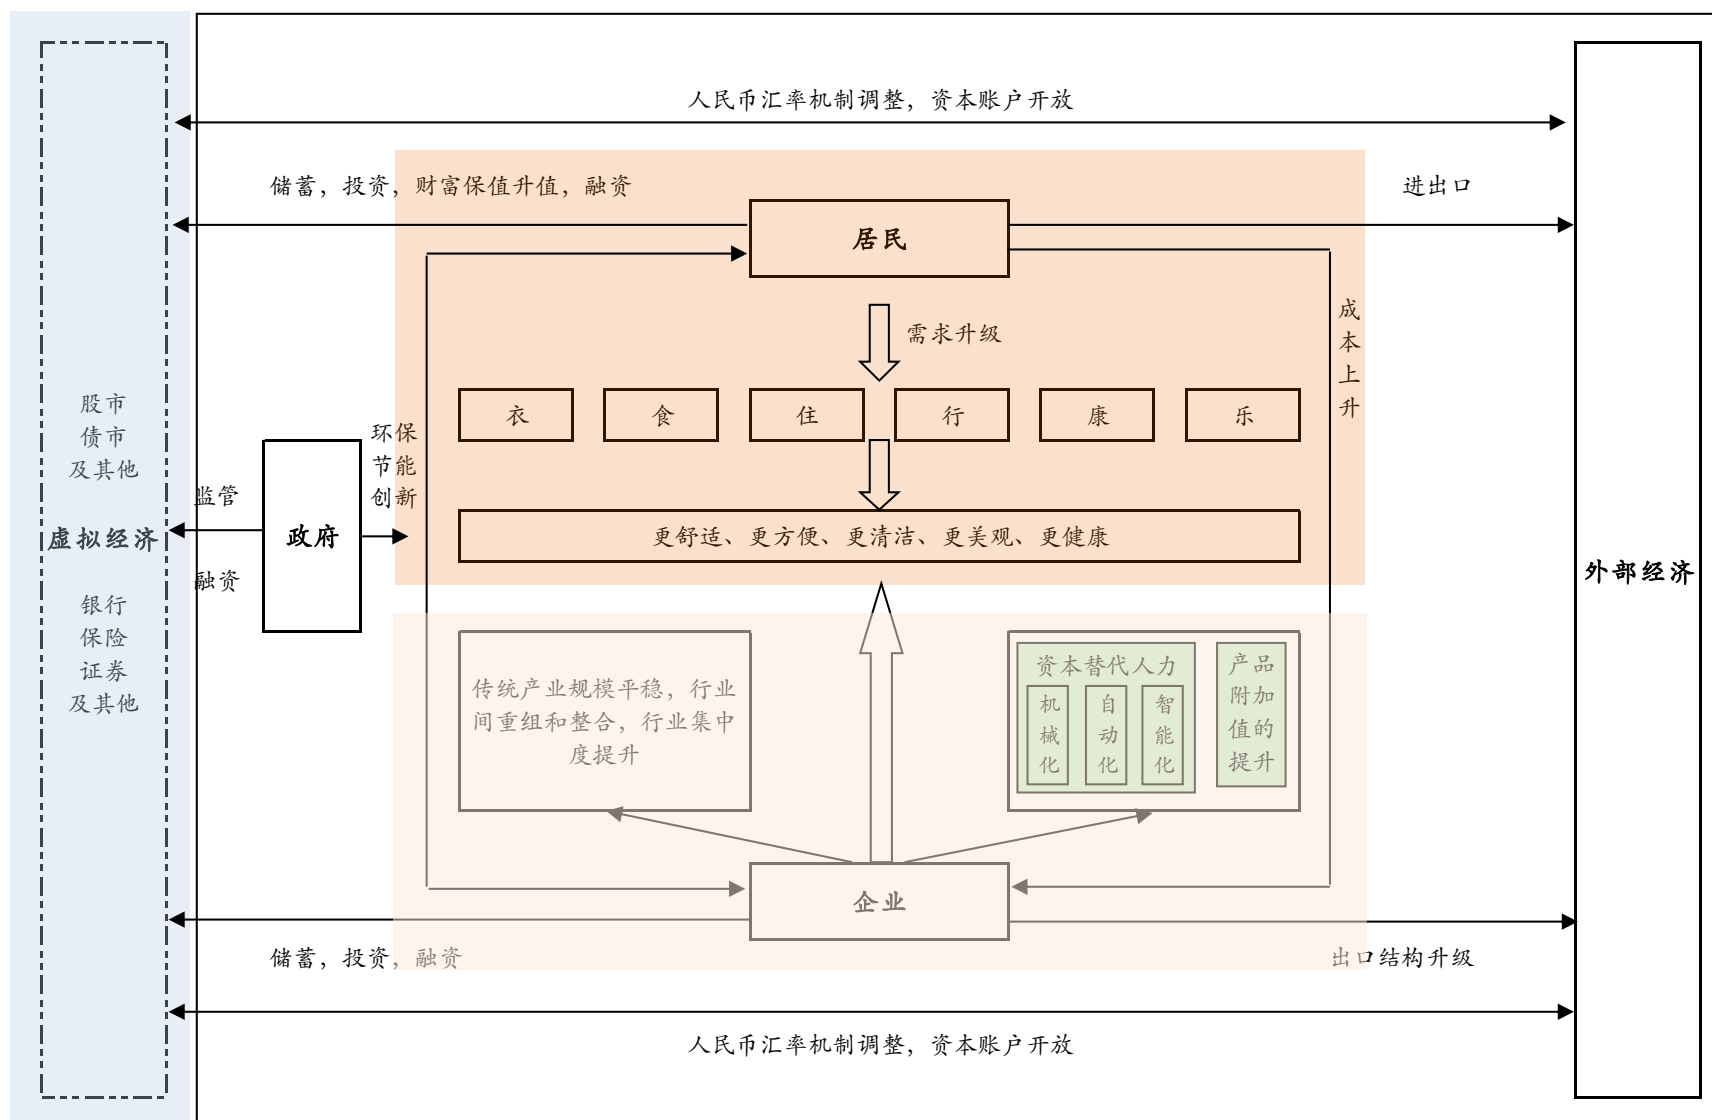 人民币汇率机制调整，资本账户开放
储蓄，投资，财富保值升值，融资
进出口
居民
需求升级
成
本
上
升
衣
食
住
行
康
乐
更舒适、更方便、更清洁、更美观、更健康
股市
债市
及其他
虚拟经济
银行
保险
证券
及其他
监管
融资
政府
环保
节能
创新
外部经济
传统产业规模平稳，行业
间重组和整合，行业集中
度提升
资本替代人力
机
械
化
自
动
化
智
能
化
产品
附加
值的
提升
企业
储蓄，投资，融资
出口结构升级
人民币汇率机制调整，资本账户开放